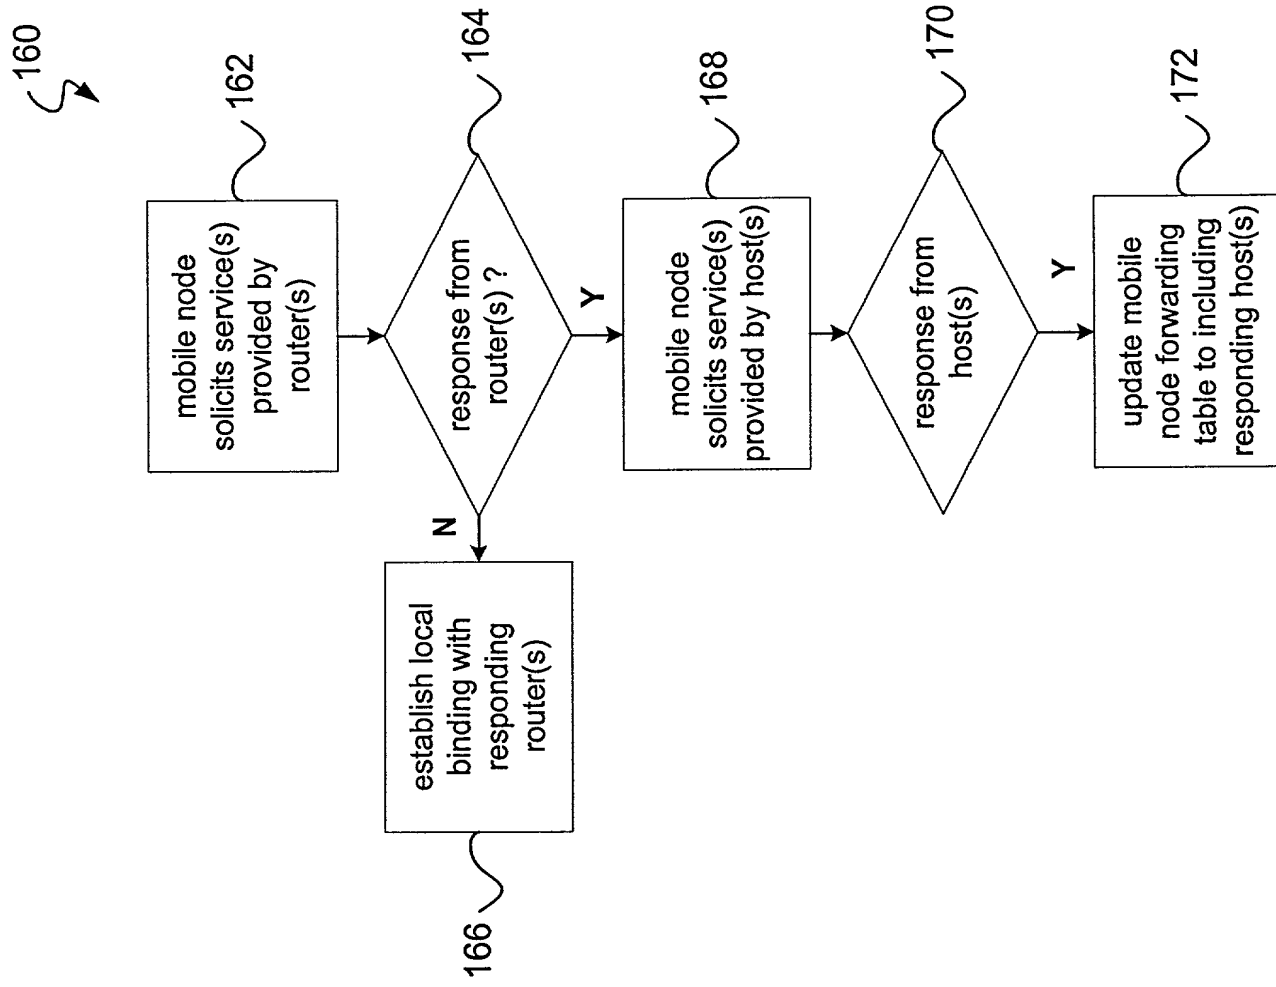 160
mobile node
solicits service(s)
provided by
router(s)
162
response from
router(s) ?
164
N
establish local
binding with
responding
router(s)
166
Y
mobile node
solicits service(s)
provided by host(s)
168
response from
host(s)
170
Y
update mobile
node forwarding
table to including
responding host(s)
172